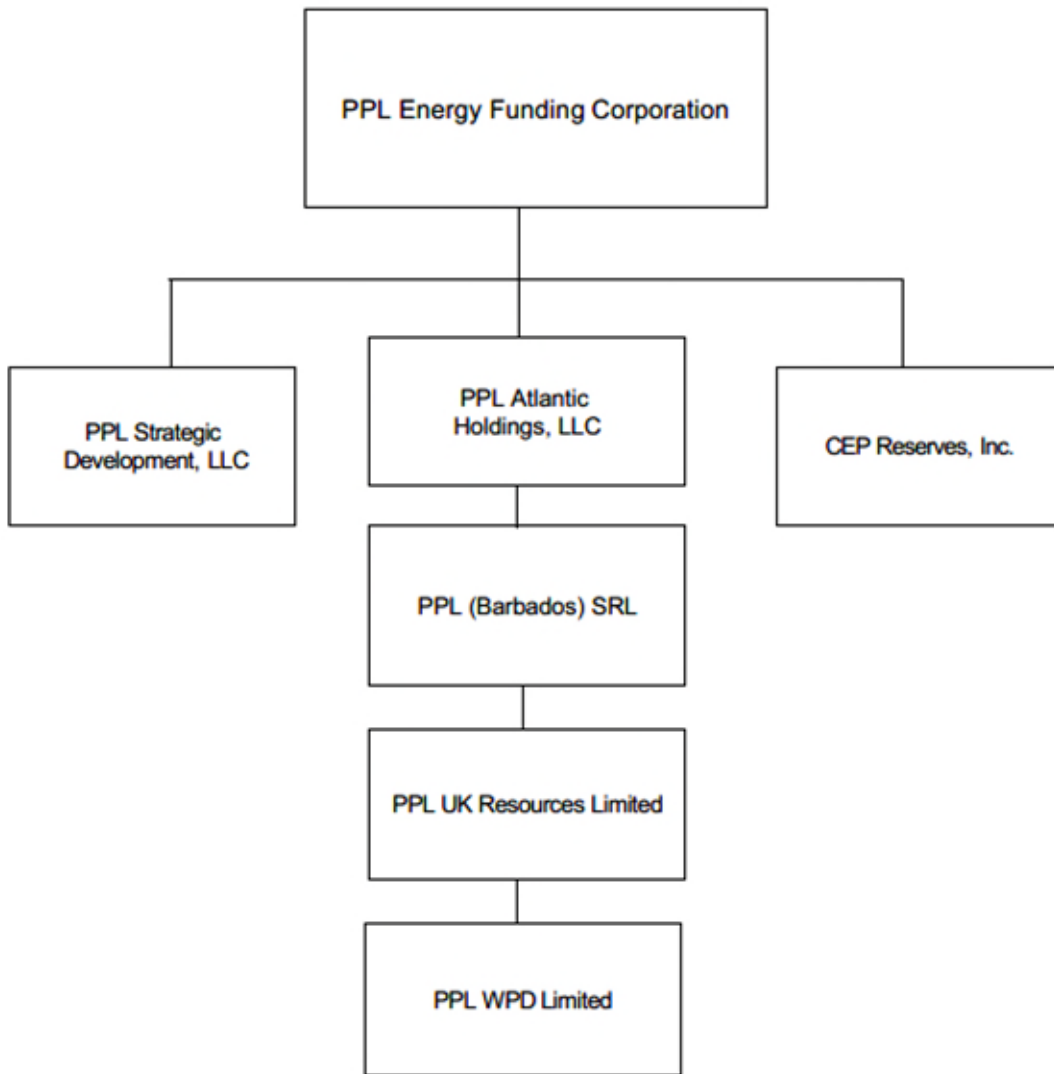 PPL Energy Funding Corporation
PPL Strategic
Development, LLC
PPL Atlantic
Holdings, LLC
CEP Reserves, Inc.
PPL (Barbados) SRL
PPL UK Resources Limited
PPL WPD Limited